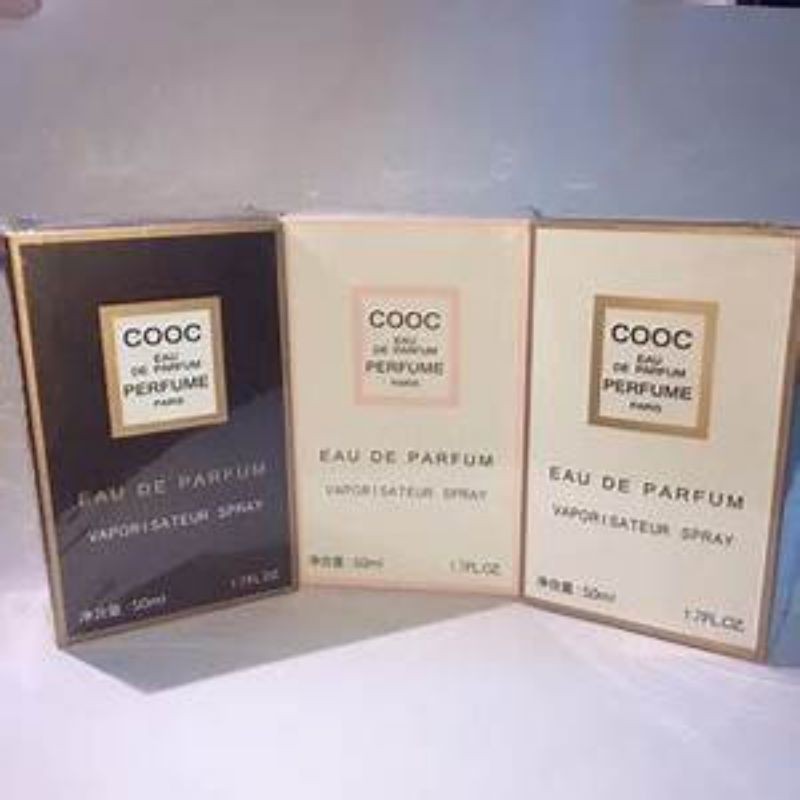 COOC
EAU
DE PARFUM
PERFUME
PARIS
EAU DE PARFUM
VAPORISATEUR SPRAY
净含量:50ml
1.7FL.OZ
COOC
EAU
DE PARFUM
PERFUME
PARIS
EAU DE PARFUM
VAPORISATEUR SPRAY
净含量:50ml
1.7FL.OZ
COOC
EAU
DE PARFUM
PERFUME
PARIS
EAU DE PARFUM
VAPORISATEUR SPRAY
净含量:50ml
1.7FL.OZ